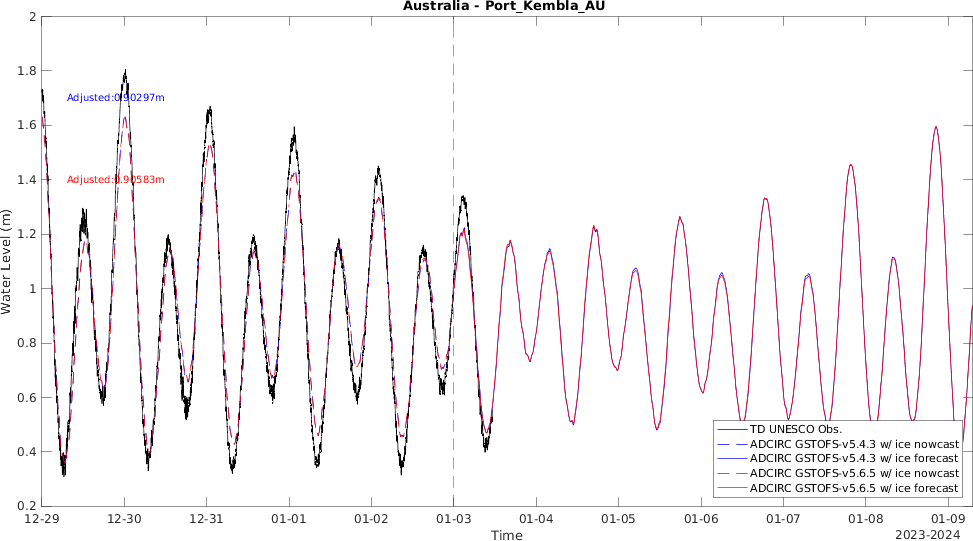 Australia - Port_Kembla_AU
2
1.8
1.6
1.4
1.2
1
0.8
0.6
0.4
0.2
Water Level (m)
Adjusted:0.90297m
Adjusted:0.90583m
TD UNESCO Obs.
ADCIRC GSTOFS-v5.4.3 w/ ice nowcast
ADCIRC GSTOFS-v5.4.3 w/ ice forecast
ADCIRC GSTOFS-v5.6.5 w/ ice nowcast
ADCIRC GSTOFS-v5.6.5 w/ ice forecast
12-29 12-30 12-31 01-01 01-02 01-03 01-04 01-05 01-06 01-07 01-08 01-09
Time
2023-2024